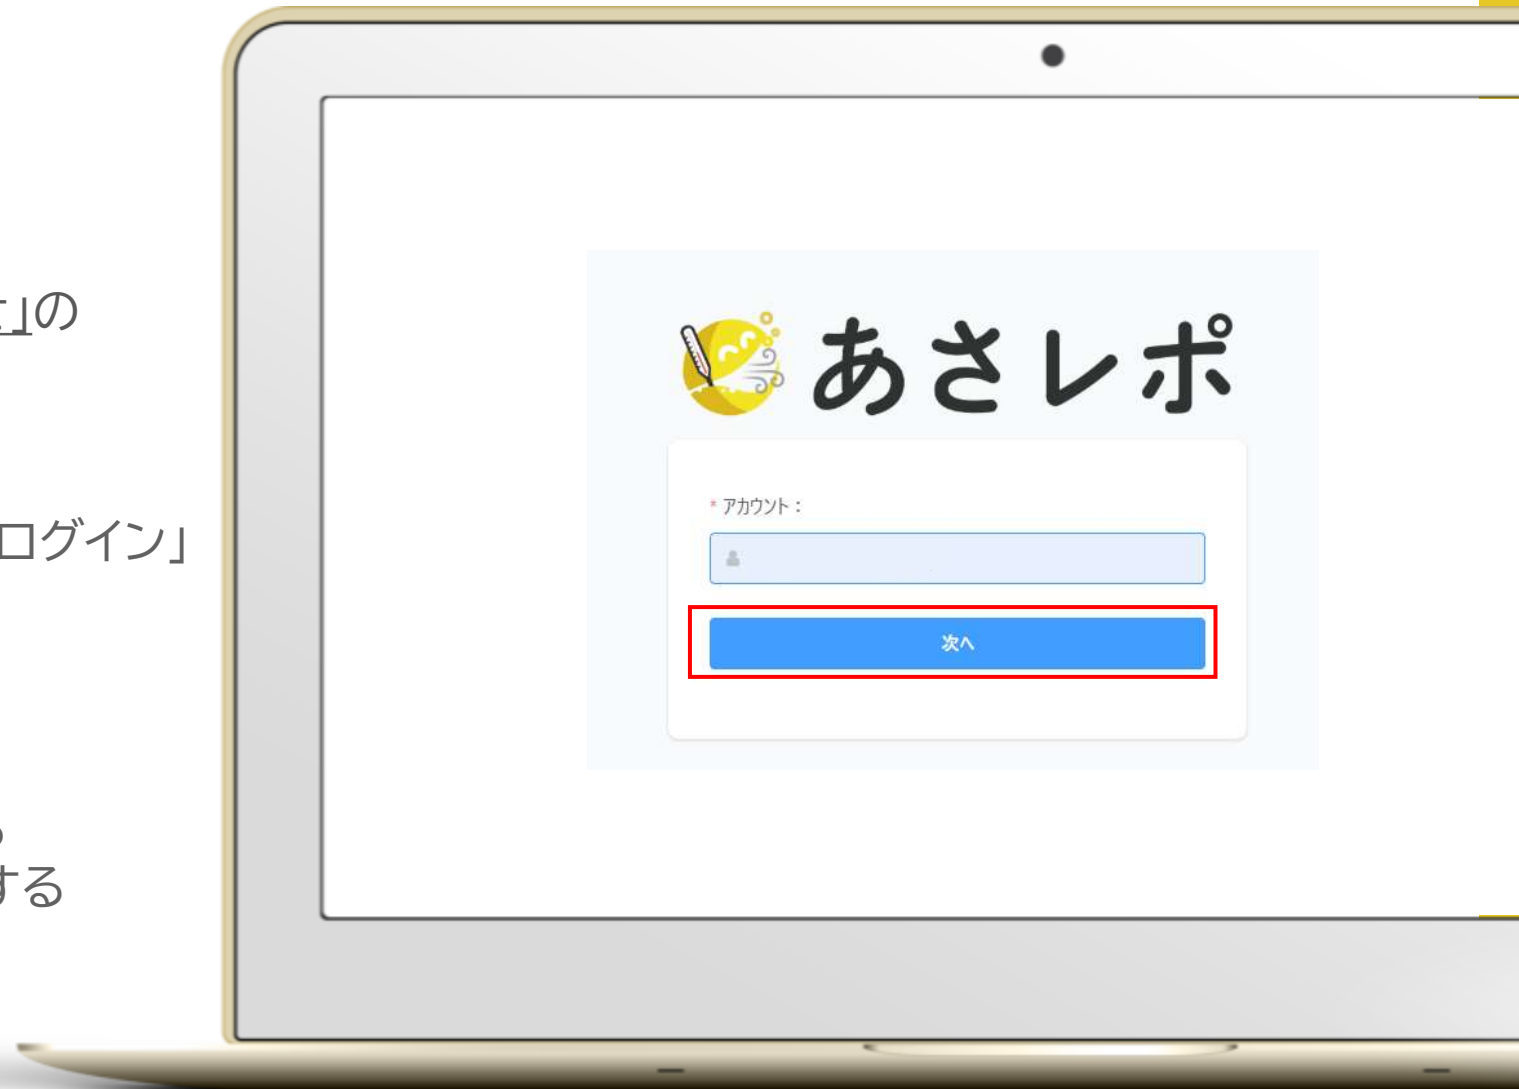 」の
ログイン」
する
あさレポ
* アカウント：
次へ